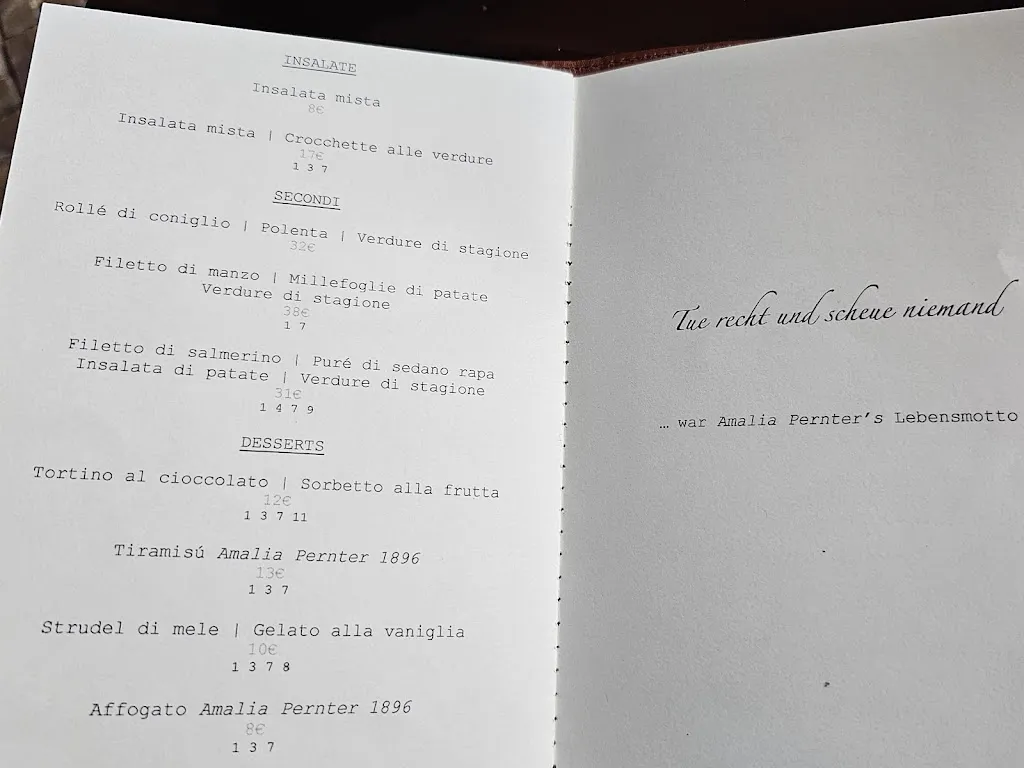 INSALATE
Insalata mista
8€
Insalata mista | Crocchette alle verdure
17€
1 3 7
SECONDI
Rollé di coniglio | Polenta | Verdure di stagione
32€
Filetto di manzo | Millefoglie di patate
Verdure di stagione
38€
1 7
Filetto di salmerino | Puré di sedano rapa
Insalata di patate | Verdure di stagione
31€
1 4 7 9
DESSERTS
Tortino al cioccolato | Sorbetto alla frutta
12€
1 3 7 11
Tiramisú Amalia Pernter 1896
13€
1 3 7
Strudel di mele | Gelato alla vaniglia
10€
1 3 7 8
Affogato Amalia Pernter 1896
8€
1 3 7
Tue recht und scheue niemand
… war Amalia Pernter’s Lebensmotto